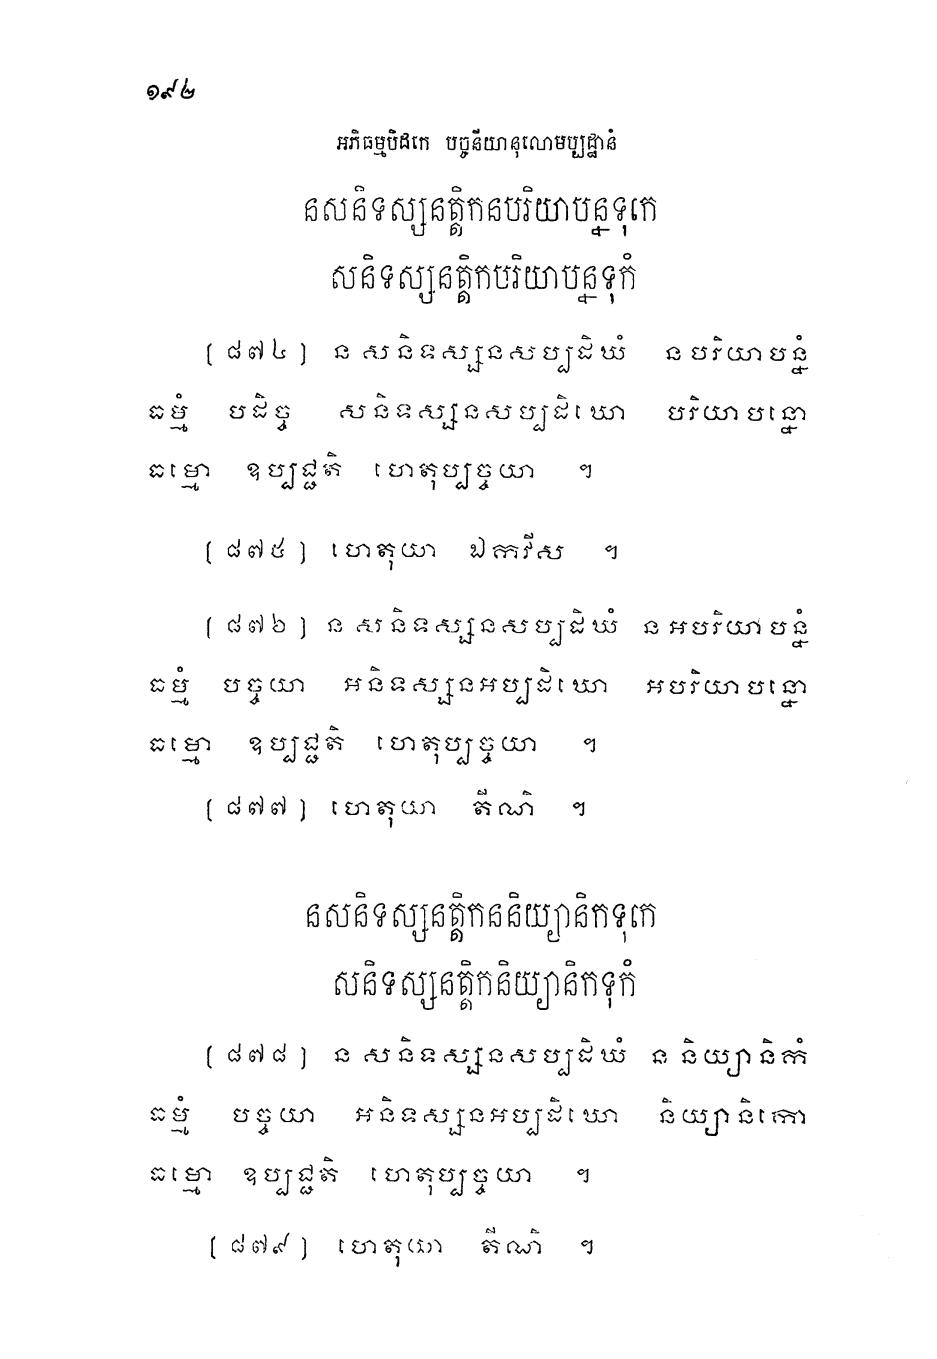 ១៩២
អភិធម្មបិដកេ បច្ចនីយានុលោមប្បដ្ឋានំ
នសនិទស្សនត្តិកនបរិយាបន្នទុកេ
សនិទស្សនត្តិកបរិយាបន្នទុកំ
(៨៧៤) ន សនិទស្សនសប្បដិឃំ ន បរិយាបន្នំ
ធម្មំ បដិច្ច សនិទស្សនសប្បដិឃោ បរិយាបន្នោ
ធម្មោ ឧប្បជ្ជតិ ហេតុប្បច្ចយា ។
(៨៧៥) ហេតុយា ឯកវីស ។
(៨៧៦) ន សនិទស្សនសប្បដិឃំ ន អបរិយាបន្នំ
ធម្មំ បច្ចយា អនិទស្សនអប្បដិឃោ អបរិយាបន្នោ
ធម្មោ ឧប្បជ្ជតិ ហេតុប្បច្ចយា ។
(៨៧៧) ហេតុយា តីណិ ។
នសនិទស្សនត្តិកននិយ្យានិកទុកេ
សនិទស្សនត្តិកនិយ្យានិកទុកំ
(៨៧៨) ន សនិទស្សនសប្បដិឃំ ន និយ្យានិកំ
ធម្មំ បច្ចយា អនិទស្សនអប្បដិឃោ និយ្យានិកោ
ធម្មោ ឧប្បជ្ជតិ ហេតុប្បច្ចយា ។
(៨៧៩) ហេតុយា តីណិ ។